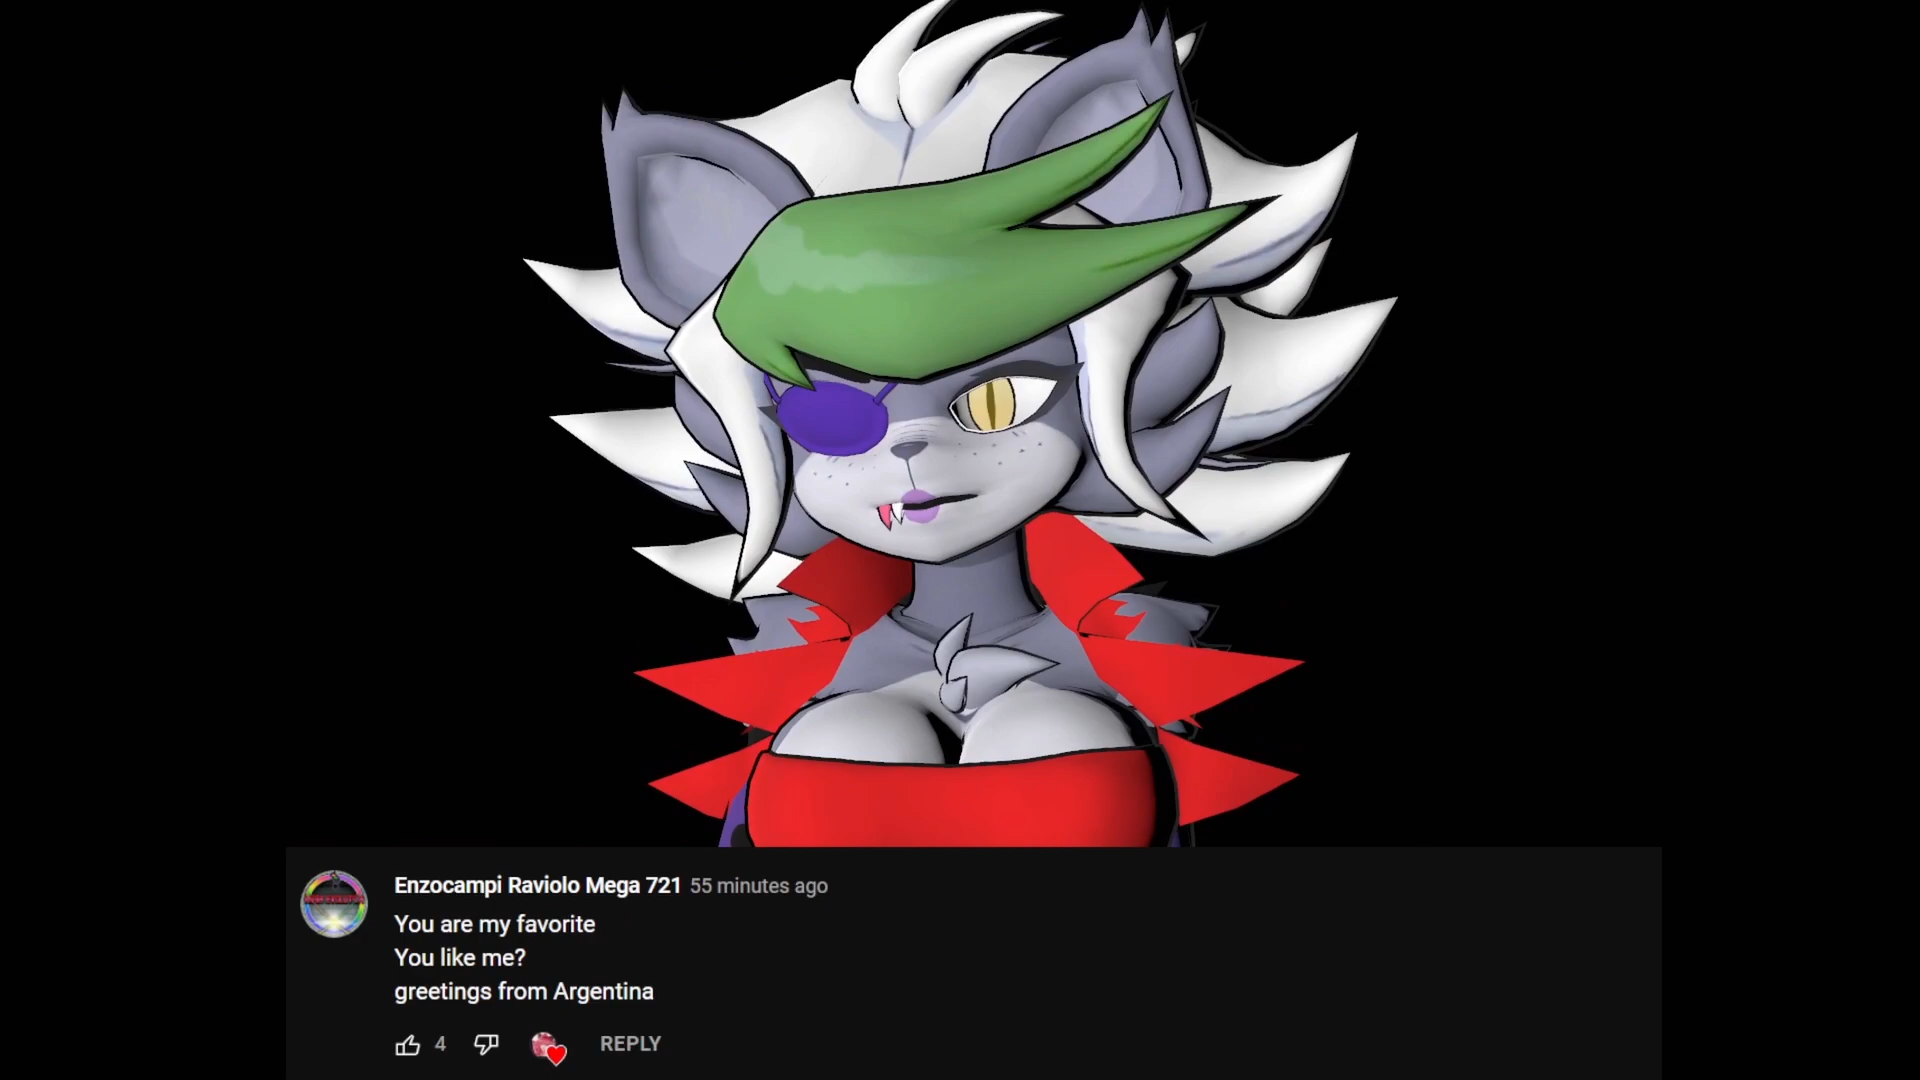 Enzocampi Raviolo Mega 721 55 minutes ago
You are my favorite
You like me?
greetings from Argentina
4 REPLY